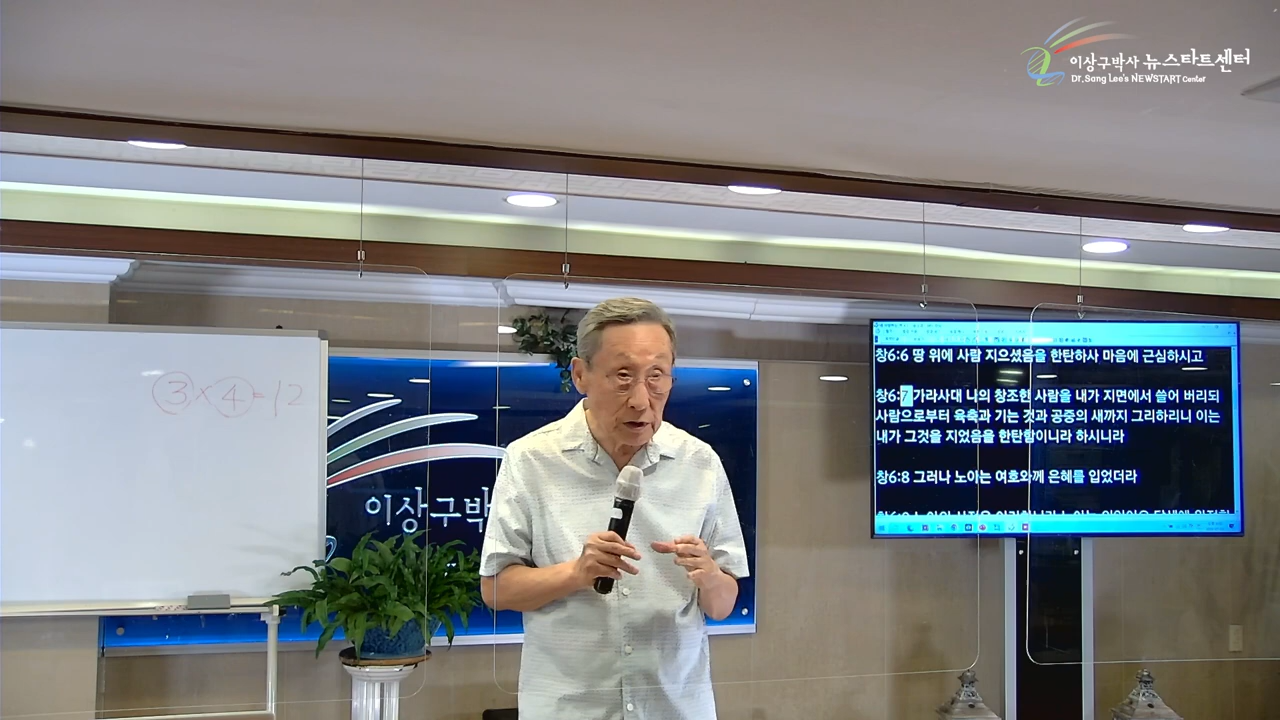 이상구박사 뉴스타트센터
Dr. Sang Lee's NEWSTART Center
3 x 4 = 12
이상구박
창6:6 땅 위에 사람 지으셨음을 한탄하사 마음에 근심하시고
창6:7 가라사대 나의 창조한 사람을 내가 지면에서 쓸어 버리되
사람으로부터 육축과 기는 것과 공중의 새까지 그리하리니 이는
내가 그것을 지었음을 한탄함이니라 하시니라
창6:8 그러나 노아는 여호와께 은혜를 입었더라